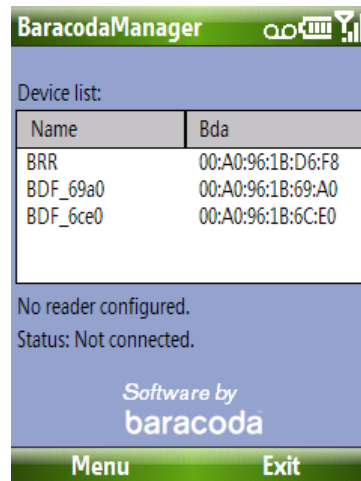 BaracodaManager
Device list:
Name Bda
BRR 00:A0:96:1B:D6:F8
BDF_69a0 00:A0:96:1B:69:A0
BDF_6ce0 00:A0:96:1B:6C:E0
No reader configured.
Status: Not connected.
Software by
baracoda
Menu Exit